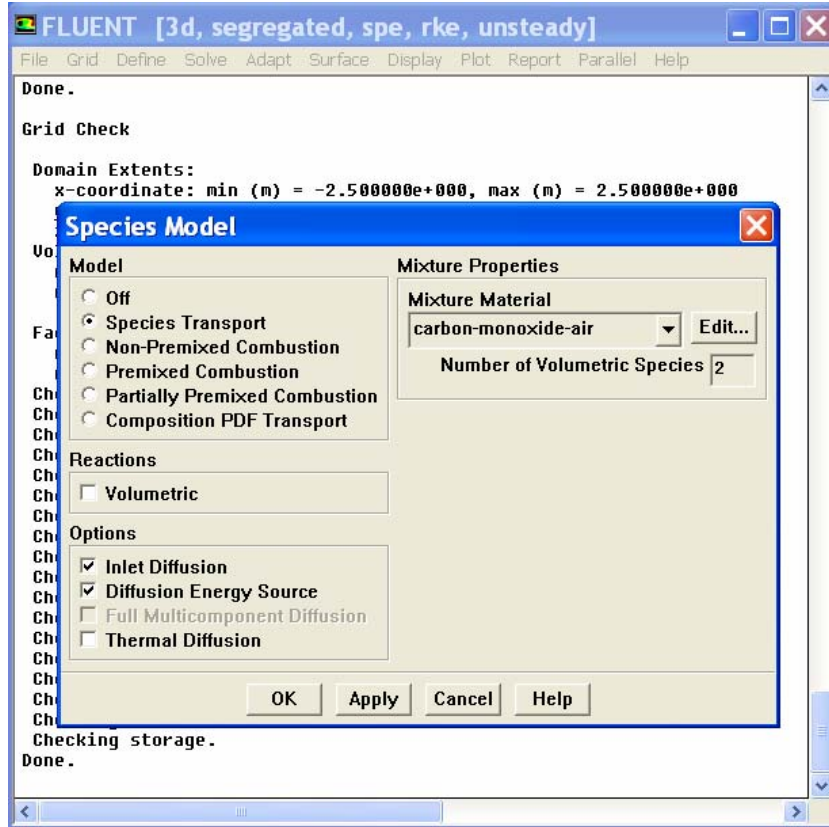 FLUENT [3d, segregated, spe, rke, unsteady]
File Grid Define Solve Adapt Surface Display Plot Report Parallel Help
Done.
Grid Check
Domain Extents:
x-coordinate: min (m) = -2.500000e+000, max (m) = 2.500000e+000
Species Model
Model
Off
Species Transport
Non-Premixed Combustion
Premixed Combustion
Partially Premixed Combustion
Composition PDF Transport
Reactions
Volumetric
Options
Inlet Diffusion
Diffusion Energy Source
Full Multicomponent Diffusion
Thermal Diffusion
Mixture Properties
Mixture Material
carbon-monoxide-air
Edit...
Number of Volumetric Species 2
OK Apply Cancel Help
Checking storage.
Done.